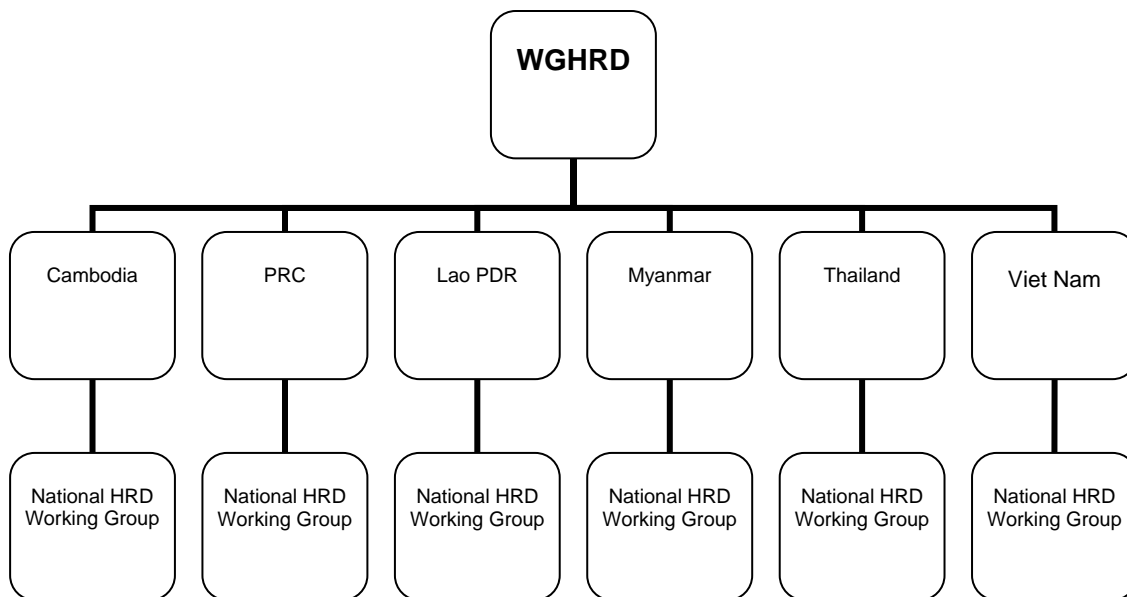 WGHRD
Cambodia
PRC
Lao PDR
Myanmar
Thailand
Viet Nam
National HRD
Working Group
National HRD
Working Group
National HRD
Working Group
National HRD
Working Group
National HRD
Working Group
National HRD
Working Group